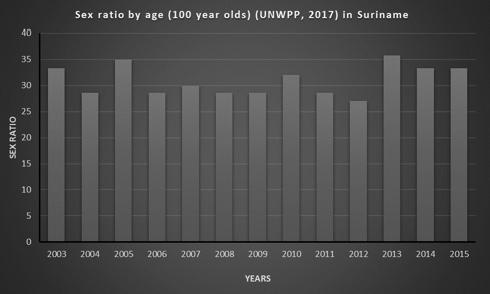 Sex ratio by age (100 year olds) (UNWPP, 2017) in Suriname
40
35
30
25
20
15
10
5
0
SEX RATIO
2003 2004 2005 2006 2007 2008 2009 2010 2011 2012 2013 2014 2015
YEARS